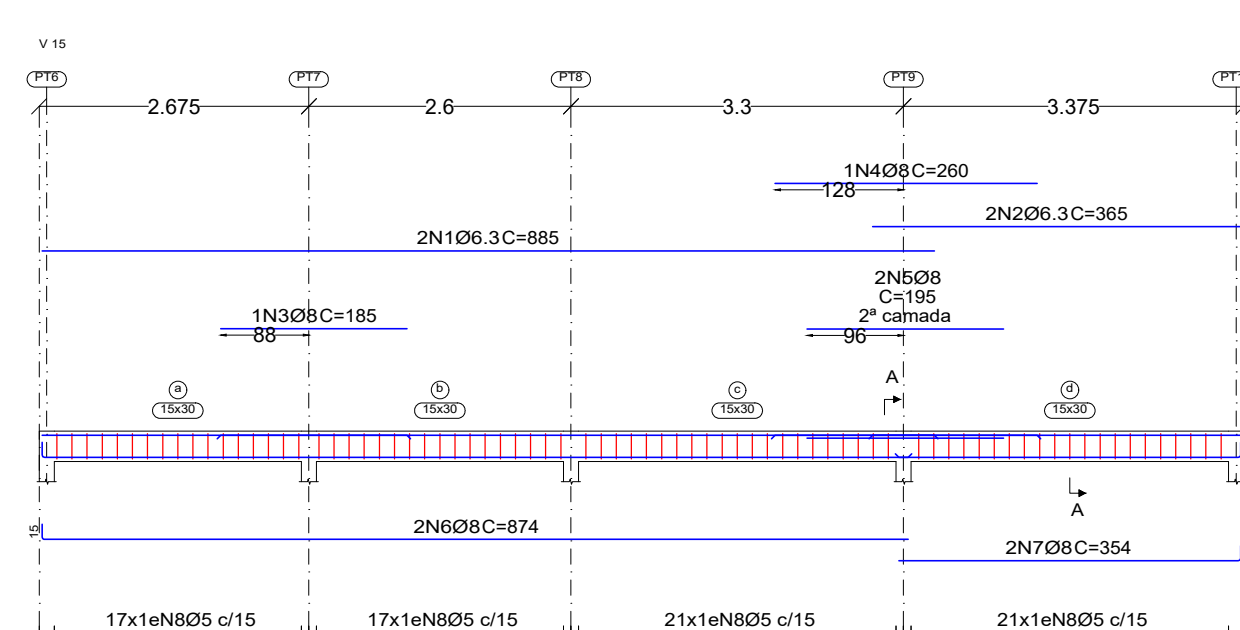 V 15
PT6 PT7 PT8 PT9
2.675 2.6 3.3 3.375
1N4Ø8C=260
128
2N2Ø6.3C=365
2N1Ø6.3C=885
2N5Ø8
C=195
2ª camada
1N3Ø8C=185
88 96
A
a b c d
15x30 15x30 15x30 15x30
A
15
2N6Ø8C=874
2N7Ø8C=354
17x1eN8Ø5 c/15 17x1eN8Ø5 c/15 21x1eN8Ø5 c/15 21x1eN8Ø5 c/15